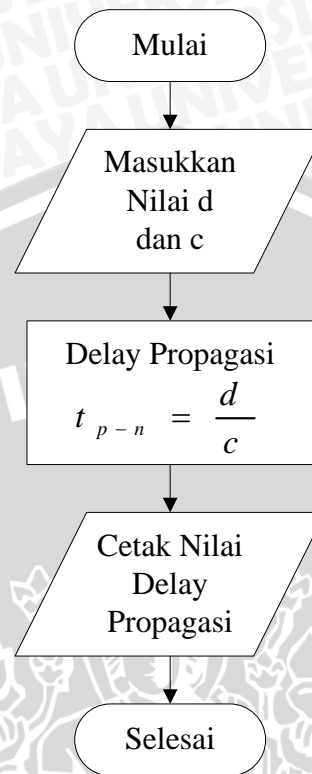 Mulai
Masukkan
Nilai d
dan c
Delay Propagasi
t p – n = d / c
Cetak Nilai
Delay
Propagasi
Selesai